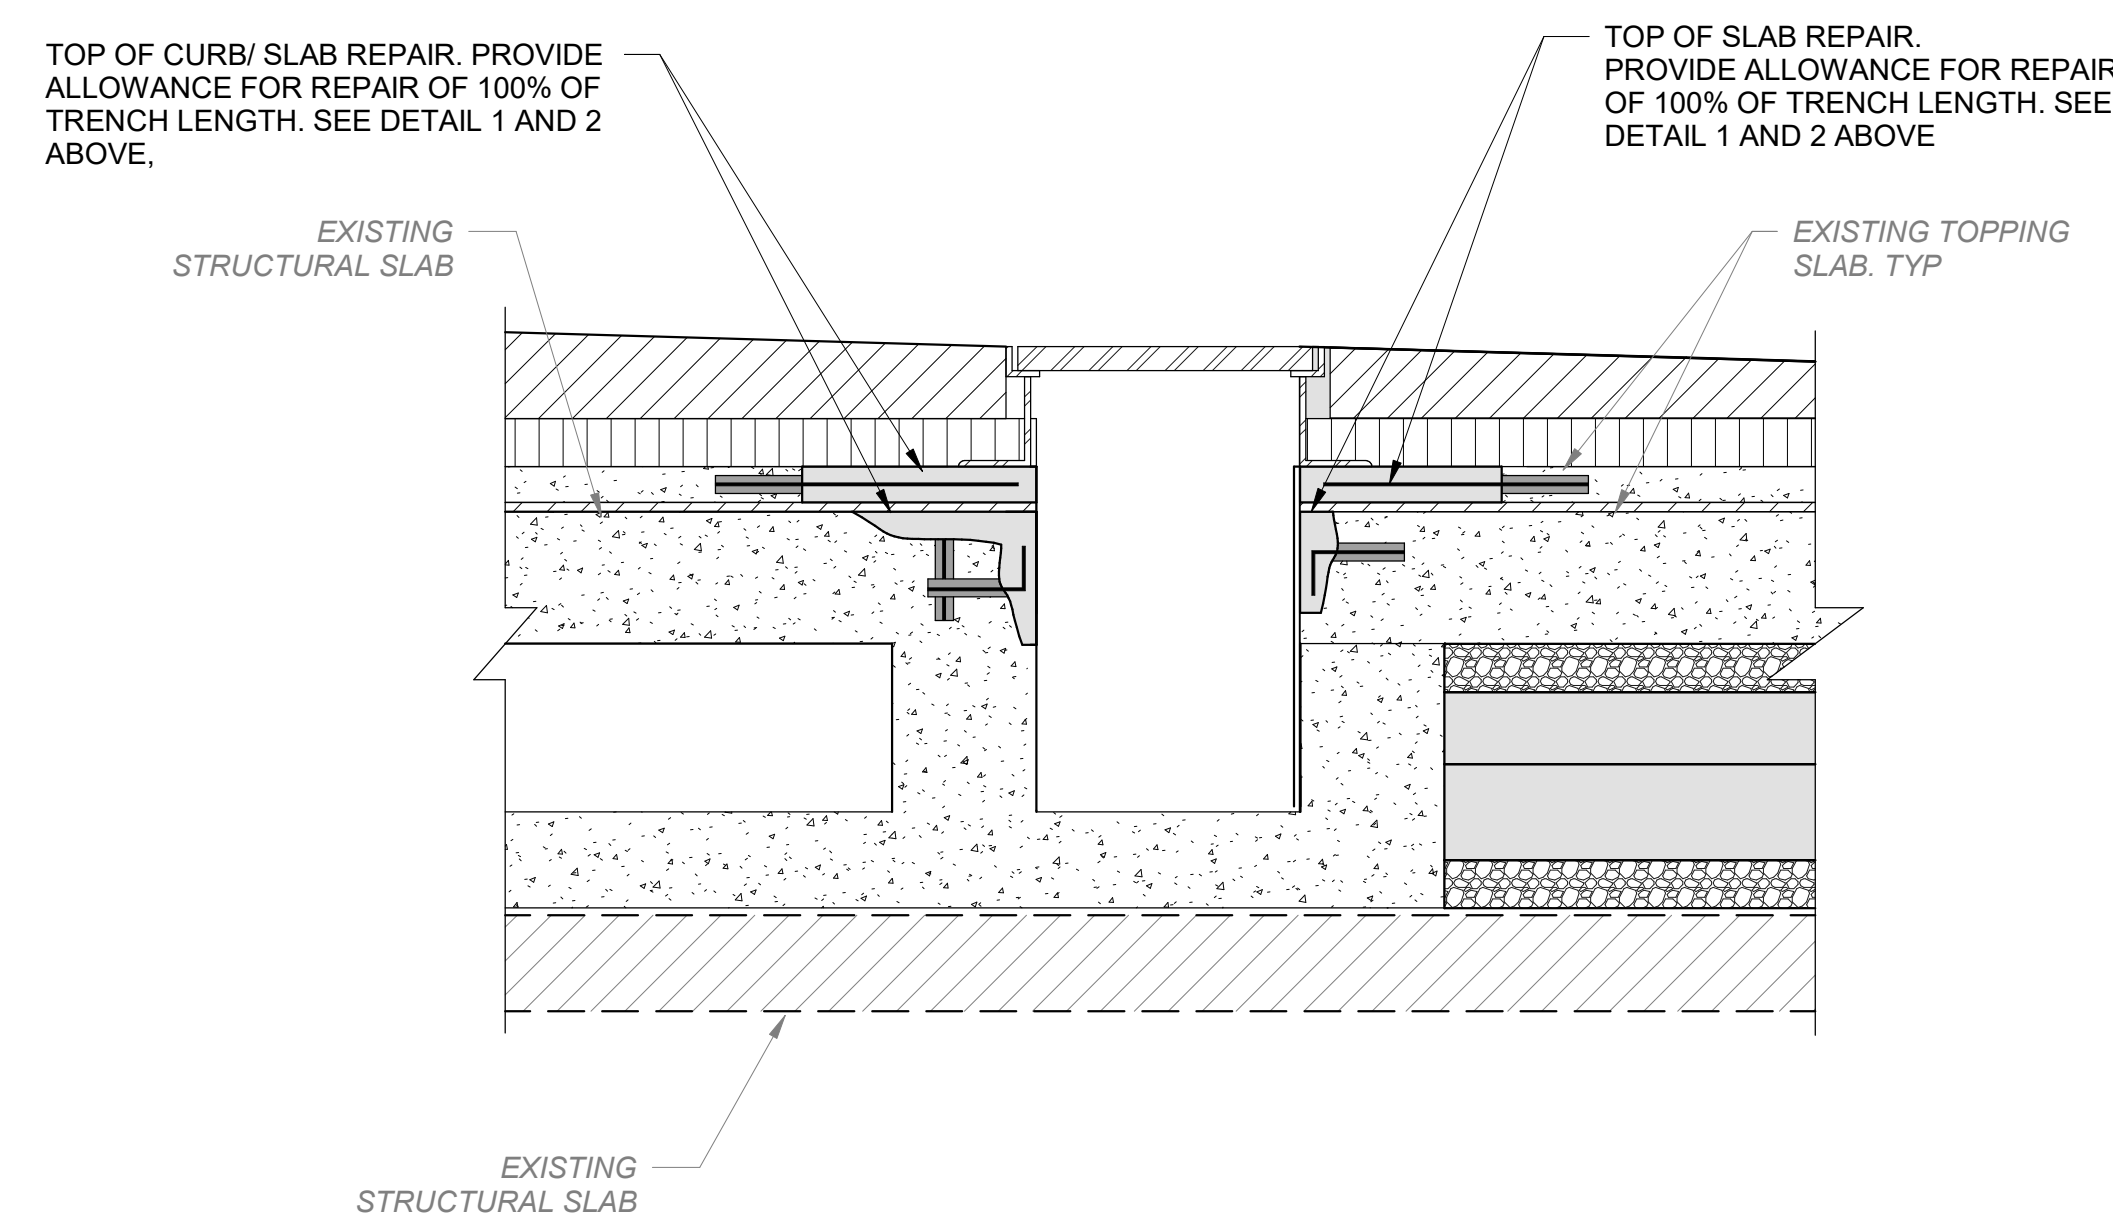 TOP OF CURB/ SLAB REPAIR. PROVIDE
ALLOWANCE FOR REPAIR OF 100% OF
TRENCH LENGTH. SEE DETAIL 1 AND 2
ABOVE,
TOP OF SLAB REPAIR.
PROVIDE ALLOWANCE FOR REPAIR
OF 100% OF TRENCH LENGTH. SEE
DETAIL 1 AND 2 ABOVE
EXISTING
STRUCTURAL SLAB
EXISTING TOPPING
SLAB. TYP
EXISTING
STRUCTURAL SLAB